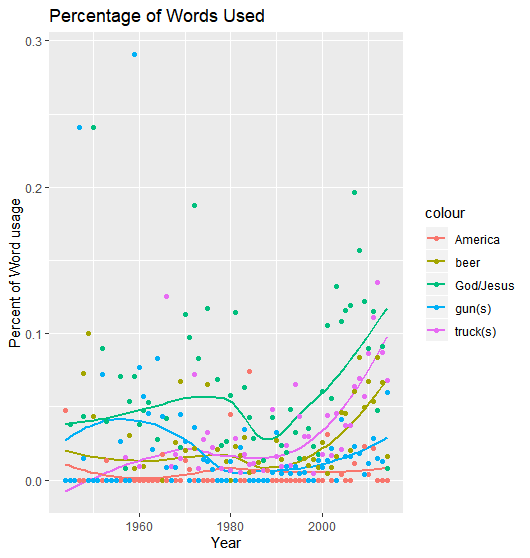 Percentage of Words Used
Percent of Word usage
0.3
0.2
0.1
0.0
1960
1980
2000
Year
colour
America
beer
God/Jesus
gun(s)
truck(s)